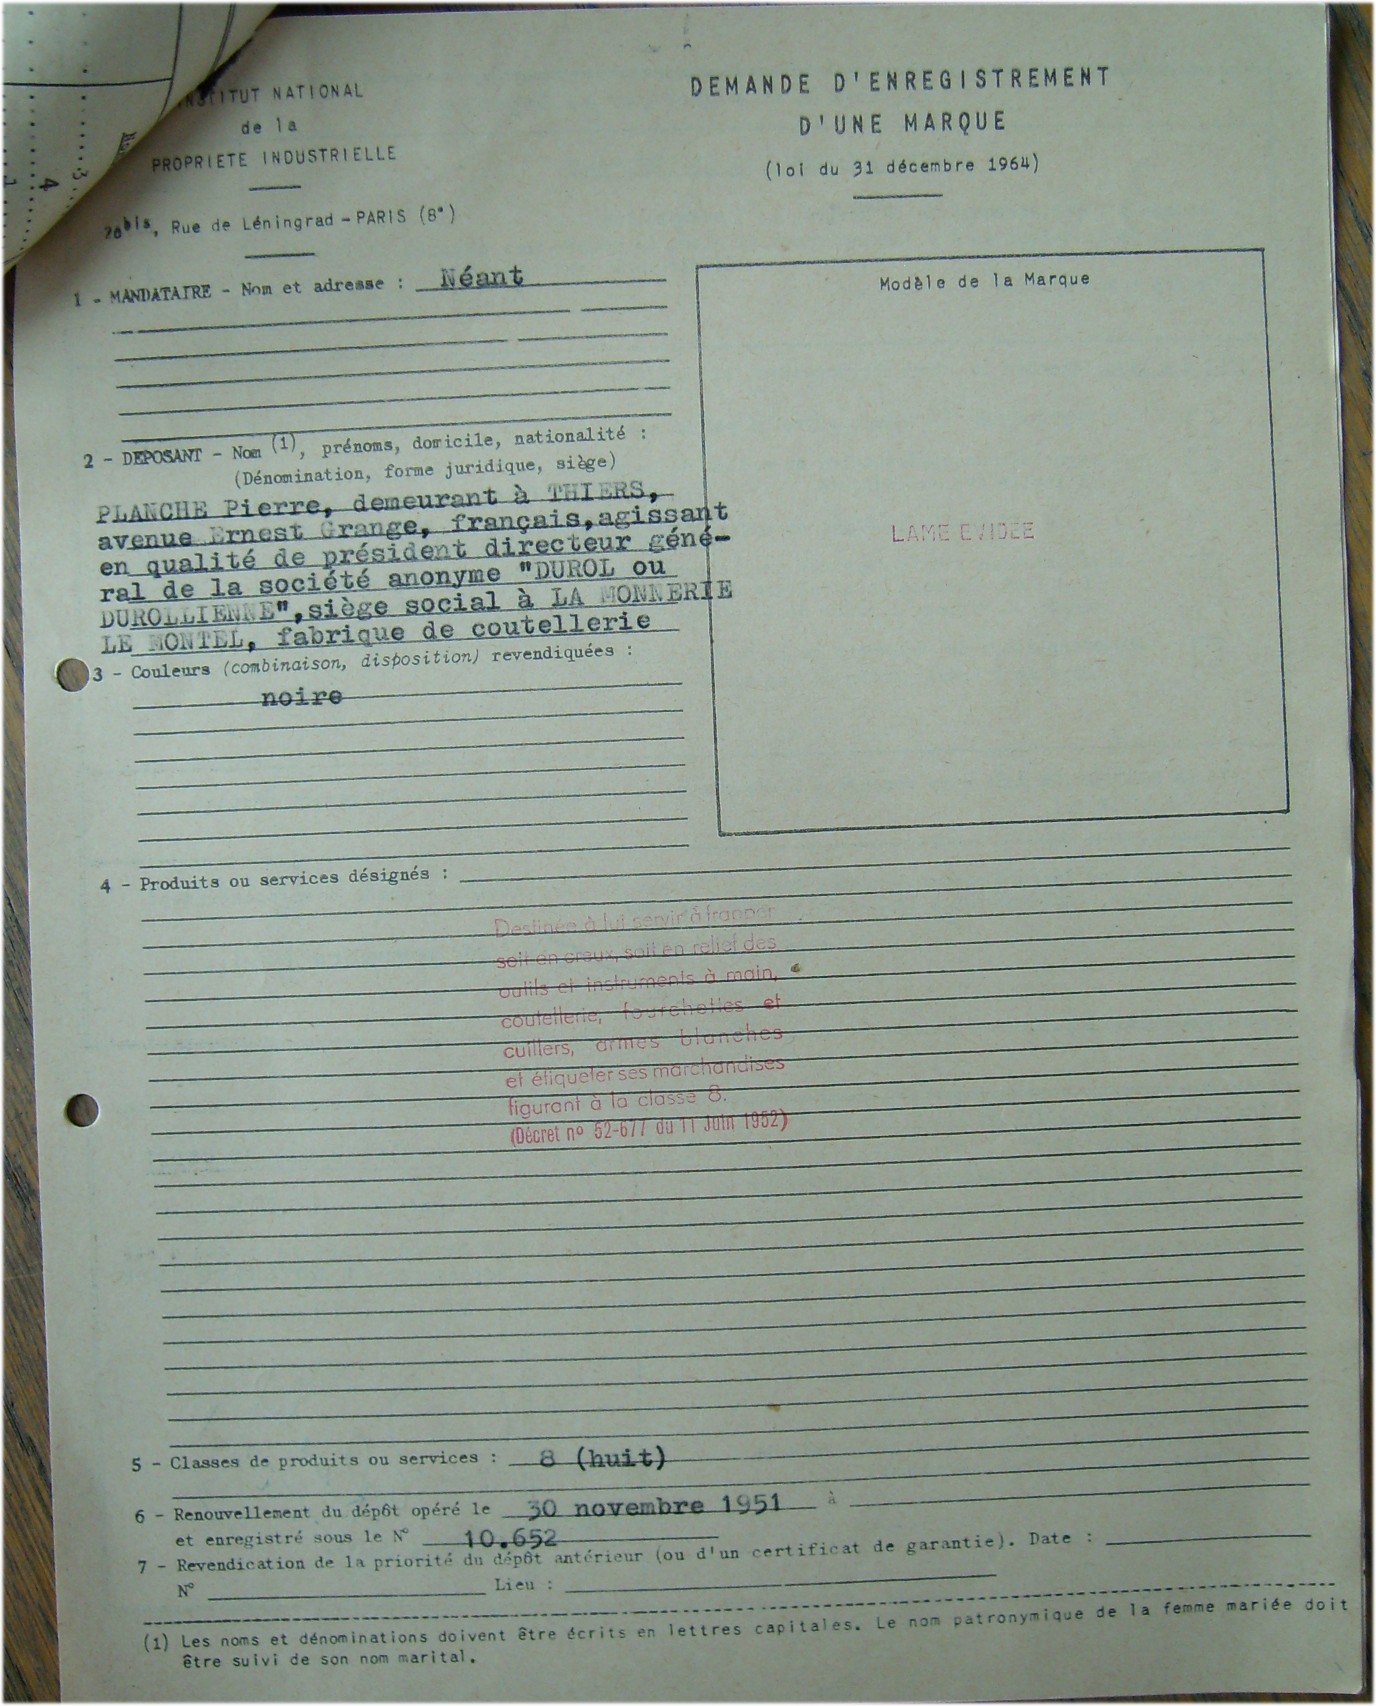 INSTITUT NATIONAL
de la
PROPRIETE INDUSTRIELLE
26bis, Rue de Léningrad - PARIS (8e)
DEMANDE D'ENREGISTREMENT
D'UNE MARQUE
(loi du 31 décembre 1964)
1 - MANDATAIRE - Nom et adresse : Néant
2 - DEPOSANT - Nom (1), prénoms, domicile, nationalité :
(Dénomination, forme juridique, siège)
PLANCHE Pierre, demeurant à THIERS,
avenue Ernest Grange, français,agissant
en qualité de président directeur géné-
ral de la société anonyme "DUROL ou
DUROLLIENNE",siège social à LA MONNERIE
LE MONTEL, fabrique de coutellerie
3 - Couleurs (combinaison, disposition) revendiquées :
noire
Modèle de la Marque
LAME EVIDEE
4 - Produits ou services désignés :
Destinée à lui servir à frapper
soit en creux, soit en relief des
outils et instruments à main,
coutellerie, fourchettes et
cuillers, armes blanches
et étiqueter ses marchandises
figurant à la classe 8.
(Décret nº 52-677 du 11 Juin 1952)
5 - Classes de produits ou services : 8 (huit)
6 - Renouvellement du dépôt opéré le 30 novembre 1951 à
et enregistré sous le N° 10.652
7 - Revendication de la priorité du dépôt antérieur (ou d'un certificat de garantie). Date :
N° Lieu :
(1) Les noms et dénominations doivent être écrits en lettres capitales. Le nom patronymique de la femme mariée doit
être suivi de son nom marital.
3
4